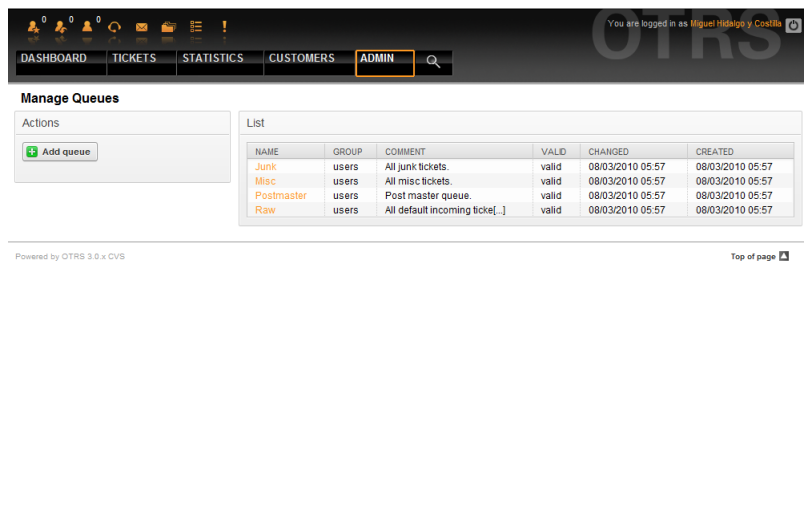 0 0 0
OTRS
You are logged in as Miguel Hidalgo y Costilla
DASHBOARD TICKETS STATISTICS CUSTOMERS ADMIN
Manage Queues
Actions
Add queue
List
NAME GROUP COMMENT VALID CHANGED CREATED
Junk users All junk tickets. valid 08/03/2010 05:57 08/03/2010 05:57
Misc users All misc tickets. valid 08/03/2010 05:57 08/03/2010 05:57
Postmaster users Post master queue. valid 08/03/2010 05:57 08/03/2010 05:57
Raw users All default incoming ticke[...] valid 08/03/2010 05:57 08/03/2010 05:57
Powered by OTRS 3.0.x CVS
Top of page